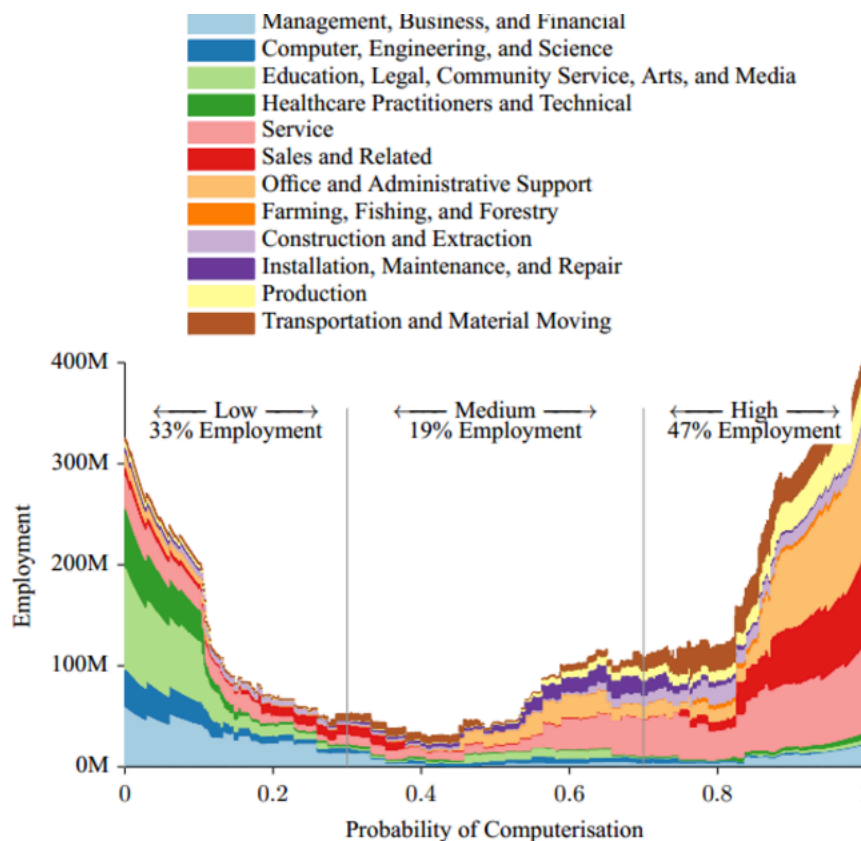 Management, Business, and Financial
Computer, Engineering, and Science
Education, Legal, Community Service, Arts, and Media
Healthcare Practitioners and Technical
Service
Sales and Related
Office and Administrative Support
Farming, Fishing, and Forestry
Construction and Extraction
Installation, Maintenance, and Repair
Production
Transportation and Material Moving
400M
←— Low —→
33% Employment
←— Medium —→
19% Employment
←— High —→
47% Employment
300M
200M
100M
0M
Employment
0
0.2
0.4
0.6
0.8
Probability of Computerisation